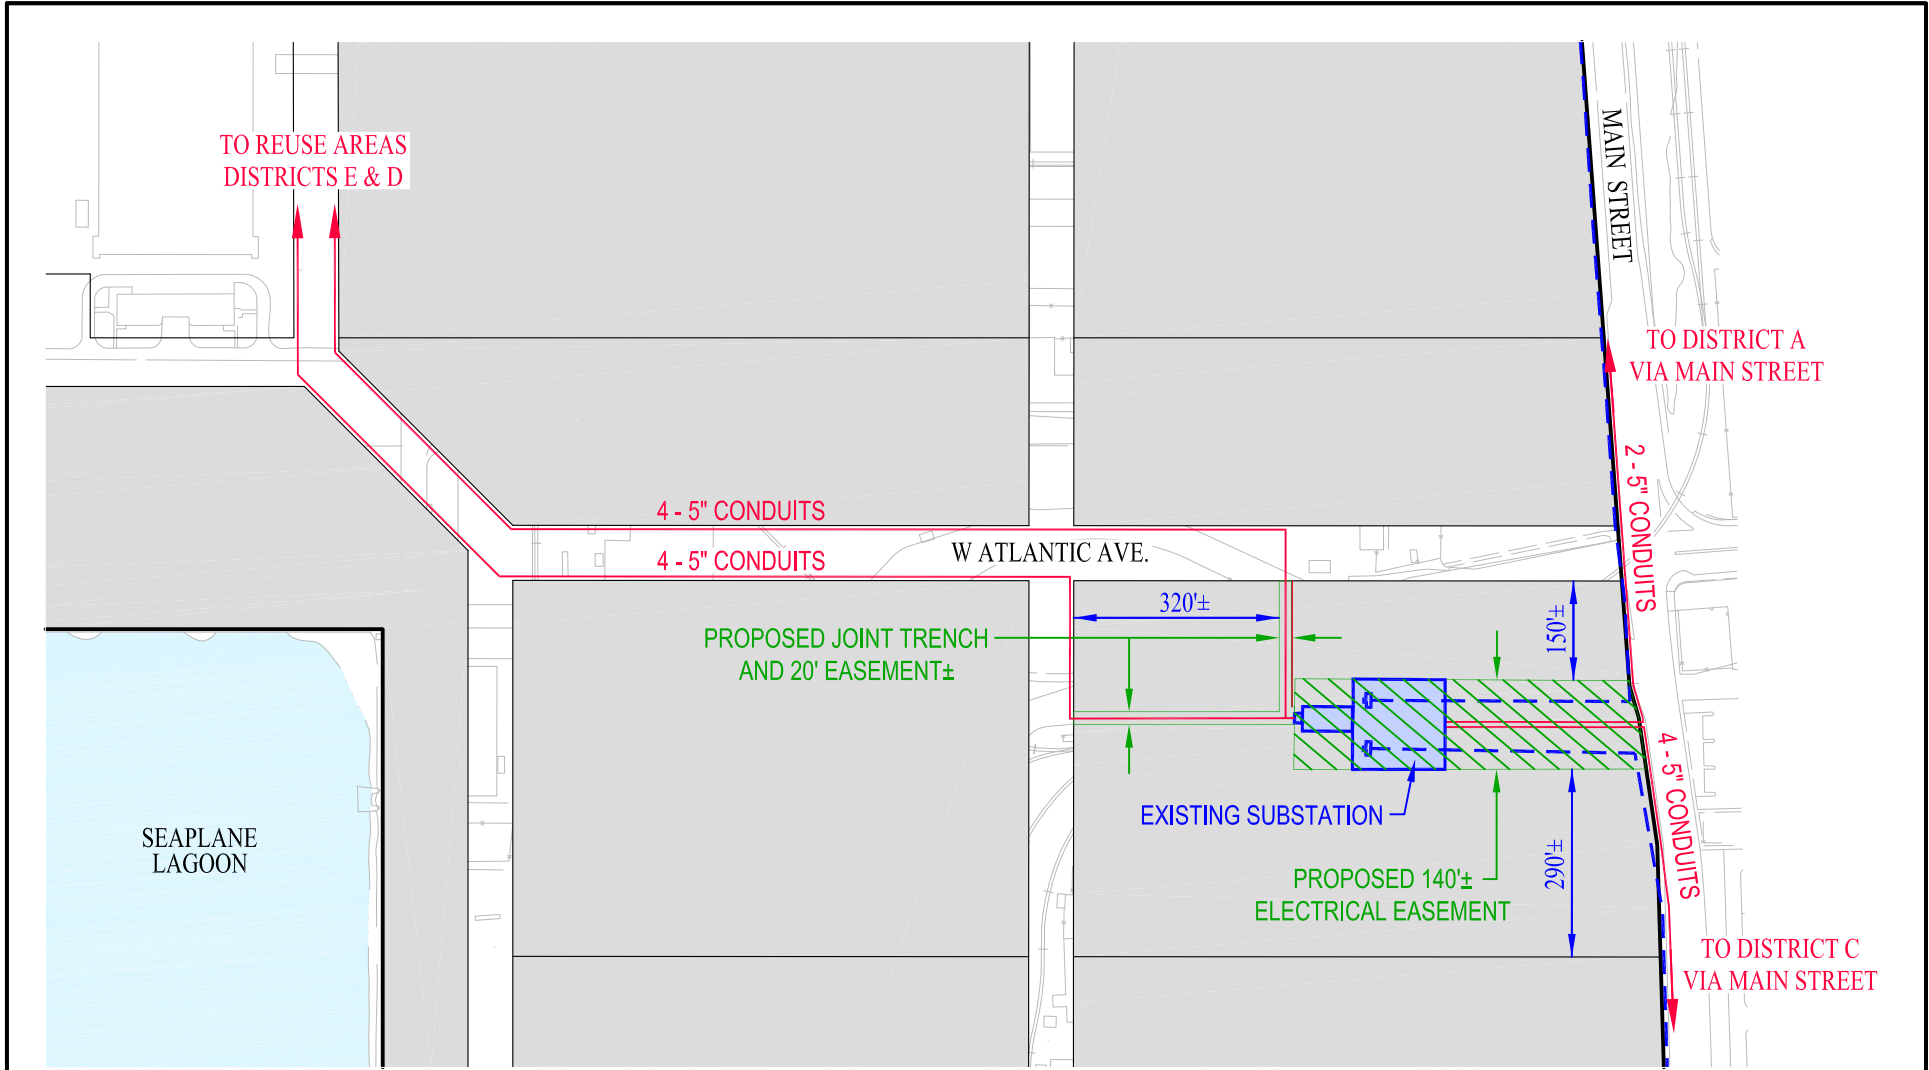 TO REUSE AREAS
DISTRICTS E & D
MAIN STREET
TO DISTRICT A
VIA MAIN STREET
2 - 5" CONDUITS
4 - 5" CONDUITS
W ATLANTIC AVE.
4 - 5" CONDUITS
320'±
150'±
PROPOSED JOINT TRENCH
AND 20' EASEMENT±
EXISTING SUBSTATION
4 - 5" CONDUITS
SEAPLANE
LAGOON
290'±
PROPOSED 140'±
ELECTRICAL EASEMENT
TO DISTRICT C
VIA MAIN STREET